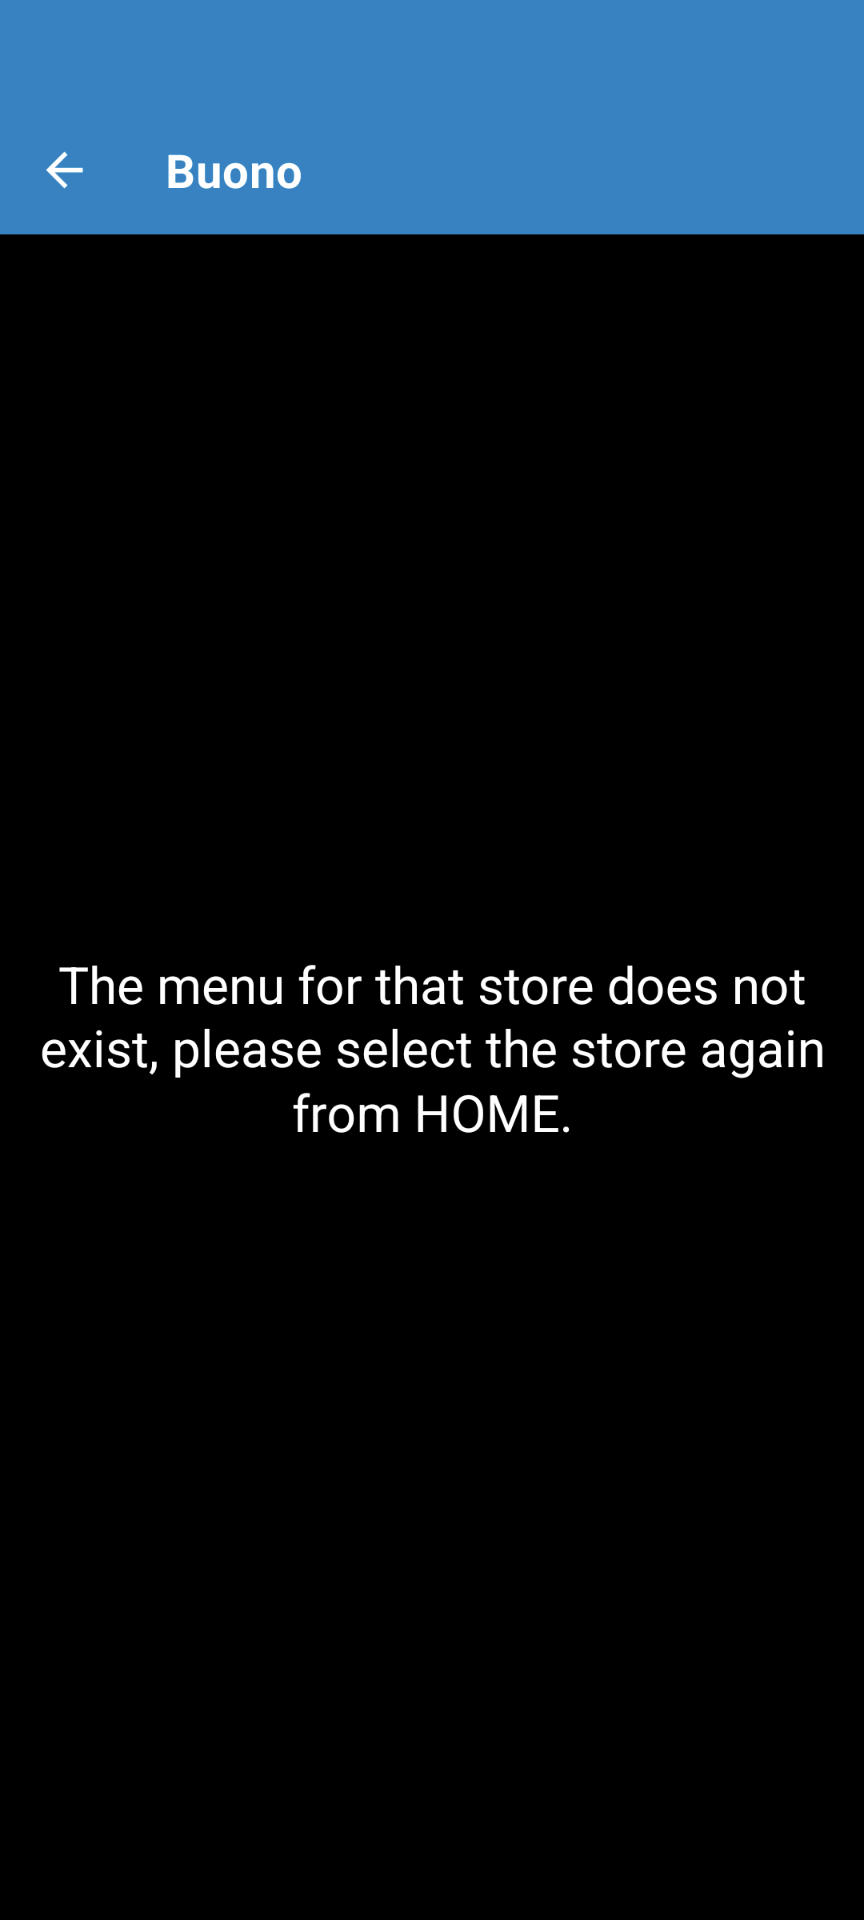 Buono
The menu for that store does not
exist, please select the store again
from HOME.